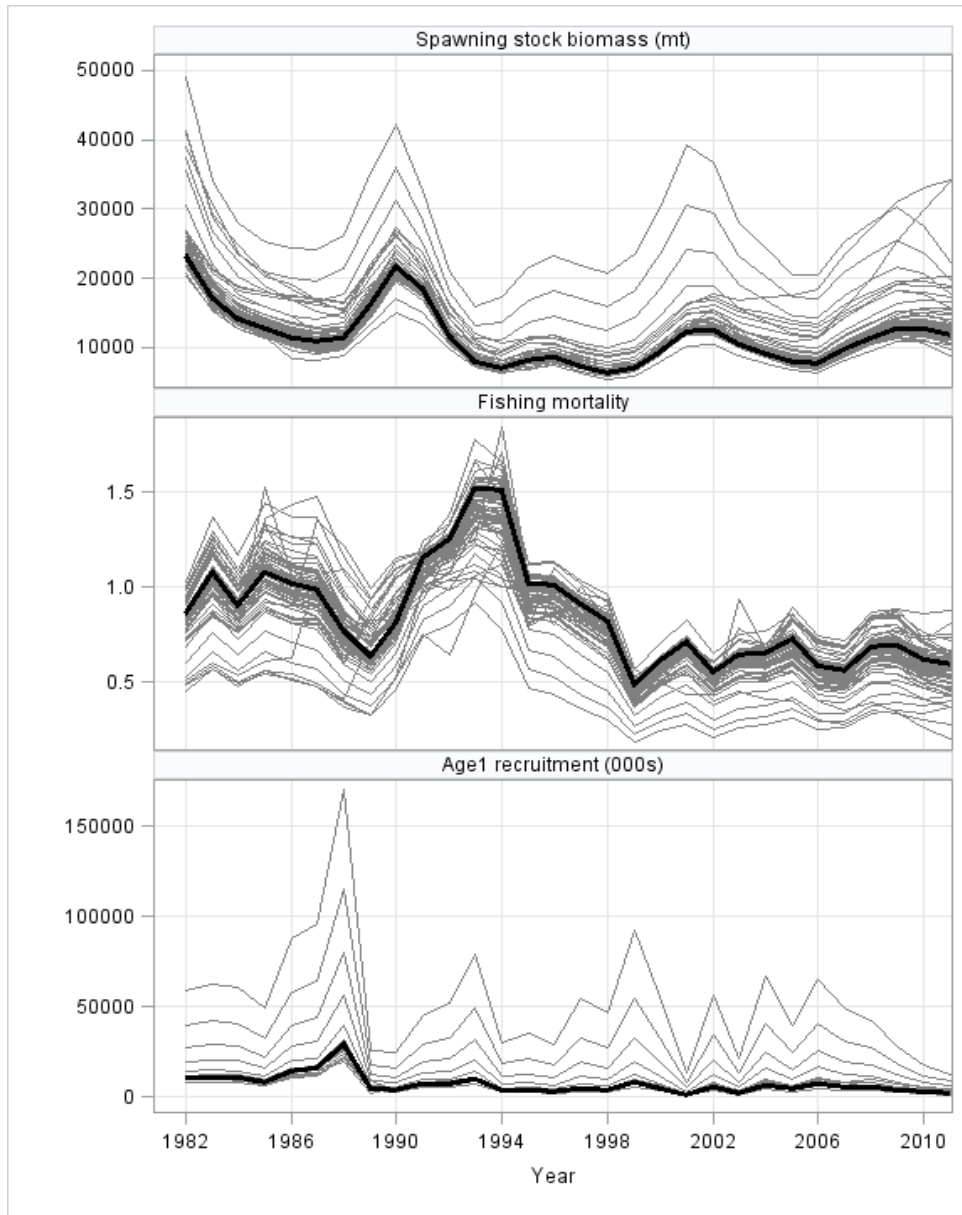 Spawning stock biomass (mt)
50000
40000
30000
20000
10000
Fishing mortality
1.5
1.0
0.5
Age1 recruitment (000s)
150000
100000
50000
0
1982 1986 1990 1994 1998 2002 2006 2010
Year